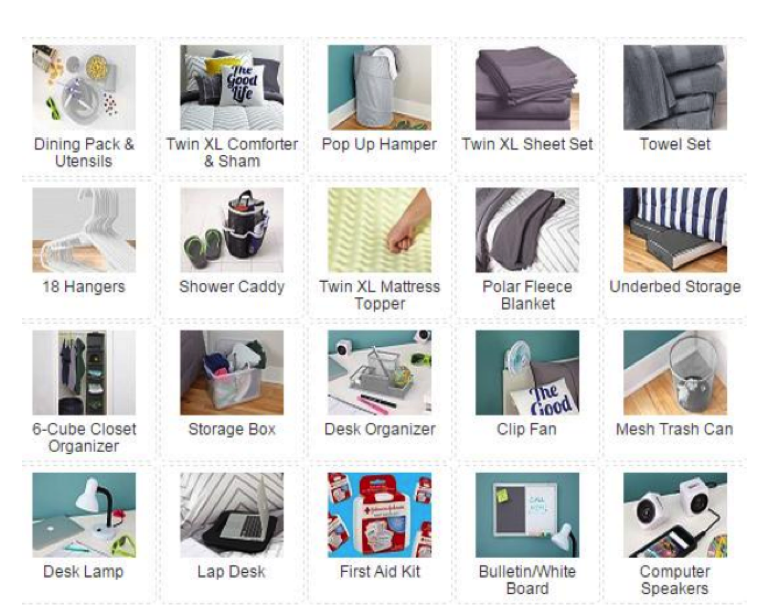 The
Good
Life
Dining Pack &
Utensils
Twin XL Comforter
& Sham
Pop Up Hamper
Twin XL Sheet Set
Towel Set
18 Hangers
Shower Caddy
Twin XL Mattress
Topper
Polar Fleece
Blanket
Underbed Storage
The
Good
6-Cube Closet
Organizer
Storage Box
Desk Organizer
Clip Fan
Mesh Trash Can
CALL
MOM!
Desk Lamp
Lap Desk
First Aid Kit
Bulletin/White
Board
Computer
Speakers